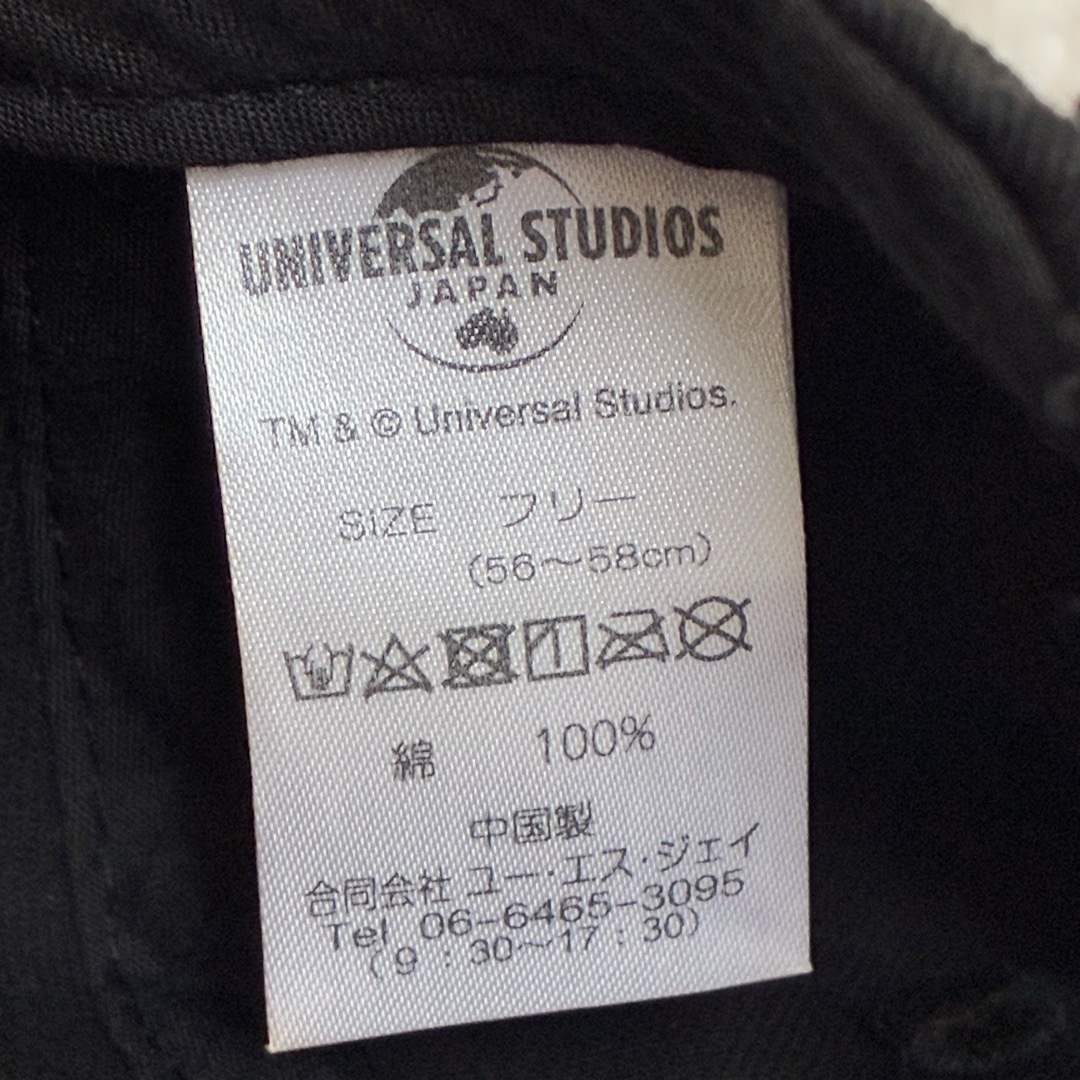 UNIVERSAL STUDIOS
JAPAN
TM & © Universal Studios.
SIZE フリー
(56～58cm)
綿 100%
中国製
合同会社 ユー・エス・ジェイ
Tel 06-6465-3095
(9:30～17:30)